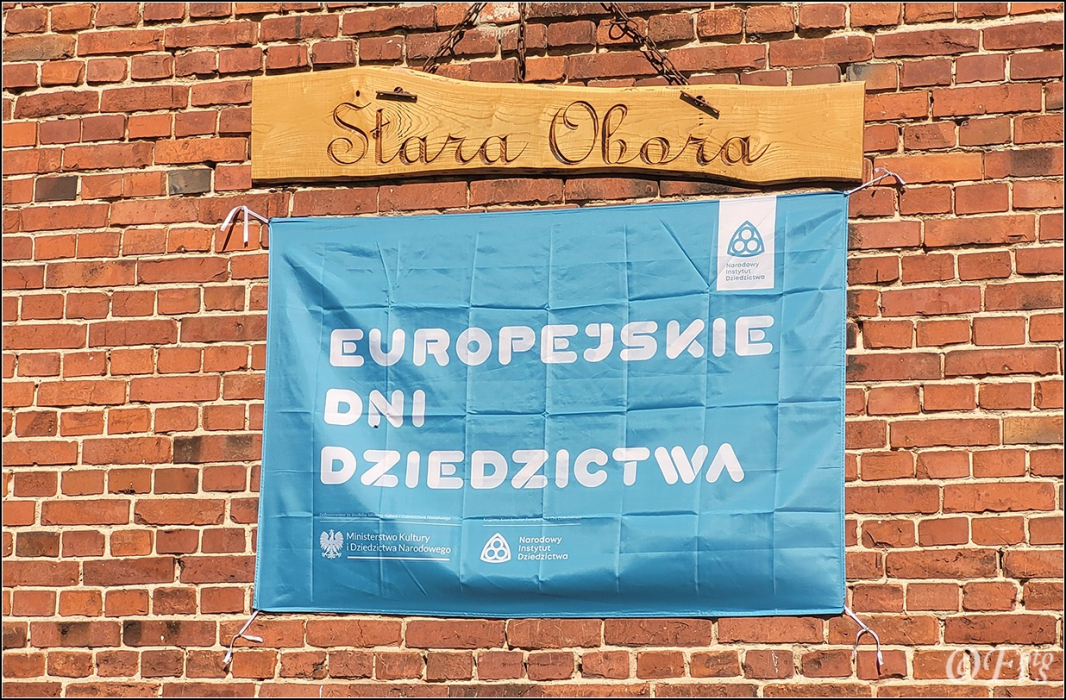 Stara Obora
Narodowy
Instytut
Dziedzictwa
EUROPEJSKIE
DNI
DZIEDZICTWA
Ministerstwo Kultury
i Dziedzictwa Narodowego
Narodowy
Instytut
Dziedzictwa